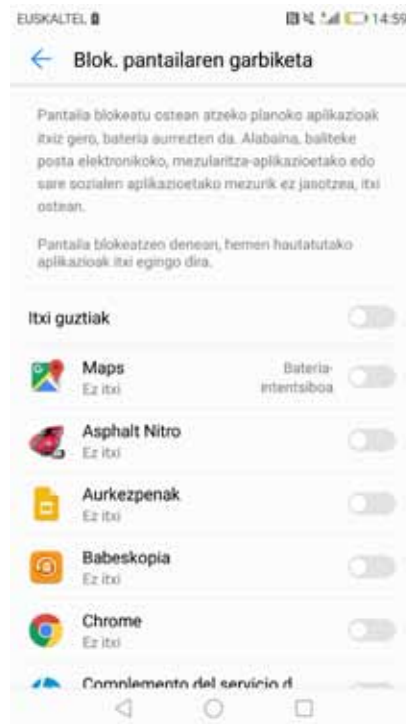 EUSKALTEL 14:59
Blok. pantailaren garbiketa
Pantaila blokeatu ostean atzeko planoko aplikazioak
itxiz gero, bateria aurrezten da. Alabaina, baliteke
posta elektronikoko, mezularitza-aplikazioetako edo
sare sozialen aplikazioetako mezurik ez jasotzea, itxi
ostean.
Pantaila blokeatzen denean, hemen hautatutako
aplikazioak itxi egingo dira.
Itxi guztiak
Maps
Ez itxi
Bateria-
intentsiboa
Asphalt Nitro
Ez itxi
Aurkezpenak
Ez itxi
Babeskopia
Ez itxi
Chrome
Ez itxi
Complemento del servicio d